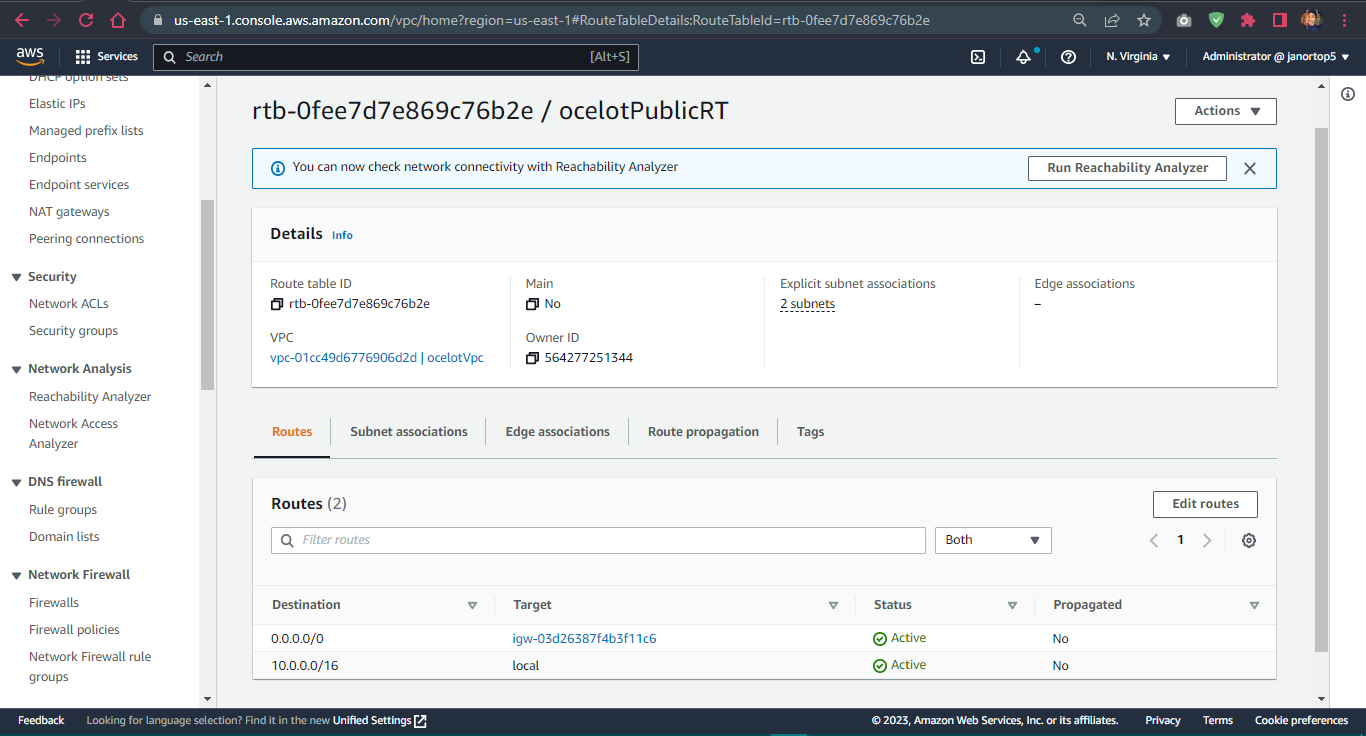 us-east-1.console.aws.amazon.com/vpc/home?region=us-east-1#RouteTableDetails:RouteTableId=rtb-0fee7d7e869c76b2e
aws
Services
Search
[Alt+S]
N. Virginia
Administrator @ janortop5
DHCP option sets
Elastic IPs
Managed prefix lists
Endpoints
Endpoint services
NAT gateways
Peering connections
Security
Network ACLs
Security groups
Network Analysis
Reachability Analyzer
Network Access
Analyzer
DNS firewall
Rule groups
Domain lists
Network Firewall
Firewalls
Firewall policies
Network Firewall rule
groups
rtb-0fee7d7e869c76b2e / ocelotPublicRT
Actions
You can now check network connectivity with Reachability Analyzer
Run Reachability Analyzer
Details Info
Route table ID
rtb-0fee7d7e869c76b2e
Main
No
Explicit subnet associations
2 subnets
Edge associations
–
VPC
vpc-01cc49d6776906d2d | ocelotVpc
Owner ID
564277251344
Routes
Subnet associations
Edge associations
Route propagation
Tags
Routes (2)
Edit routes
Filter routes
Both
1
Destination Target Status Propagated
0.0.0.0/0 igw-03d26387f4b3f11c6 Active No
10.0.0.0/16 local Active No
Feedback
Looking for language selection? Find it in the new Unified Settings
© 2023, Amazon Web Services, Inc. or its affiliates.
Privacy
Terms
Cookie preferences